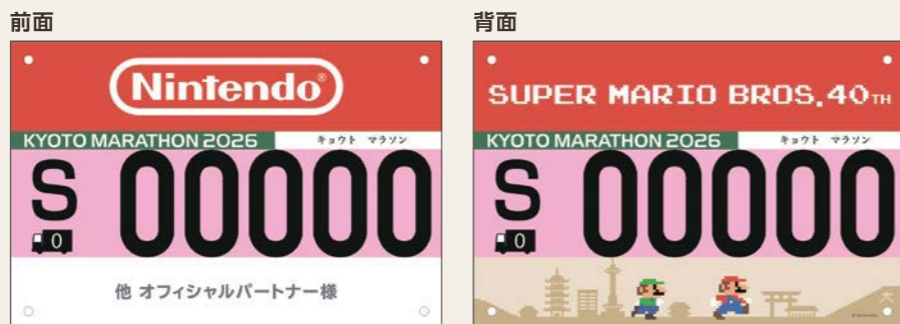 前面
Nintendo®
KYOTO MARATHON 2026
キョウト マラソン
S 00000
0
他 オフィシャルパートナー様
背面
SUPER MARIO BROS. 40TH
KYOTO MARATHON 2026
キョウト マラソン
S 00000
0
大
© Nintendo